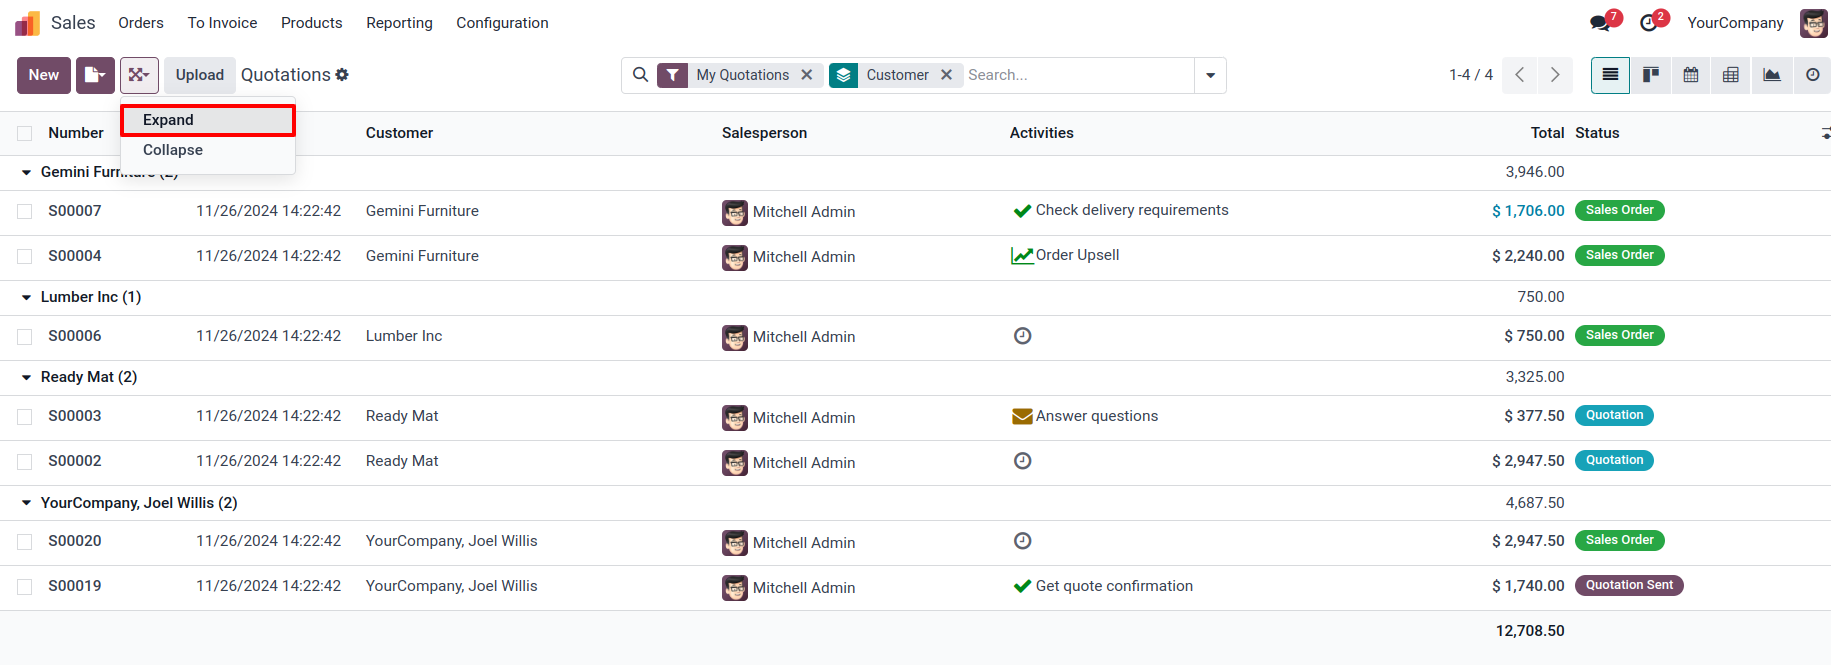 Sales Orders To Invoice Products Reporting Configuration 7 2 YourCompany
New Upload Quotations My Quotations Customer Search... 1-4 / 4
Expand
Collapse
Number Customer Salesperson Activities Total Status
Gemini Furniture (2) 3,946.00
S00007 11/26/2024 14:22:42 Gemini Furniture Mitchell Admin Check delivery requirements $ 1,706.00 Sales Order
S00004 11/26/2024 14:22:42 Gemini Furniture Mitchell Admin Order Upsell $ 2,240.00 Sales Order
Lumber Inc (1) 750.00
S00006 11/26/2024 14:22:42 Lumber Inc Mitchell Admin $ 750.00 Sales Order
Ready Mat (2) 3,325.00
S00003 11/26/2024 14:22:42 Ready Mat Mitchell Admin Answer questions $ 377.50 Quotation
S00002 11/26/2024 14:22:42 Ready Mat Mitchell Admin $ 2,947.50 Quotation
YourCompany, Joel Willis (2) 4,687.50
S00020 11/26/2024 14:22:42 YourCompany, Joel Willis Mitchell Admin $ 2,947.50 Sales Order
S00019 11/26/2024 14:22:42 YourCompany, Joel Willis Mitchell Admin Get quote confirmation $ 1,740.00 Quotation Sent
12,708.50